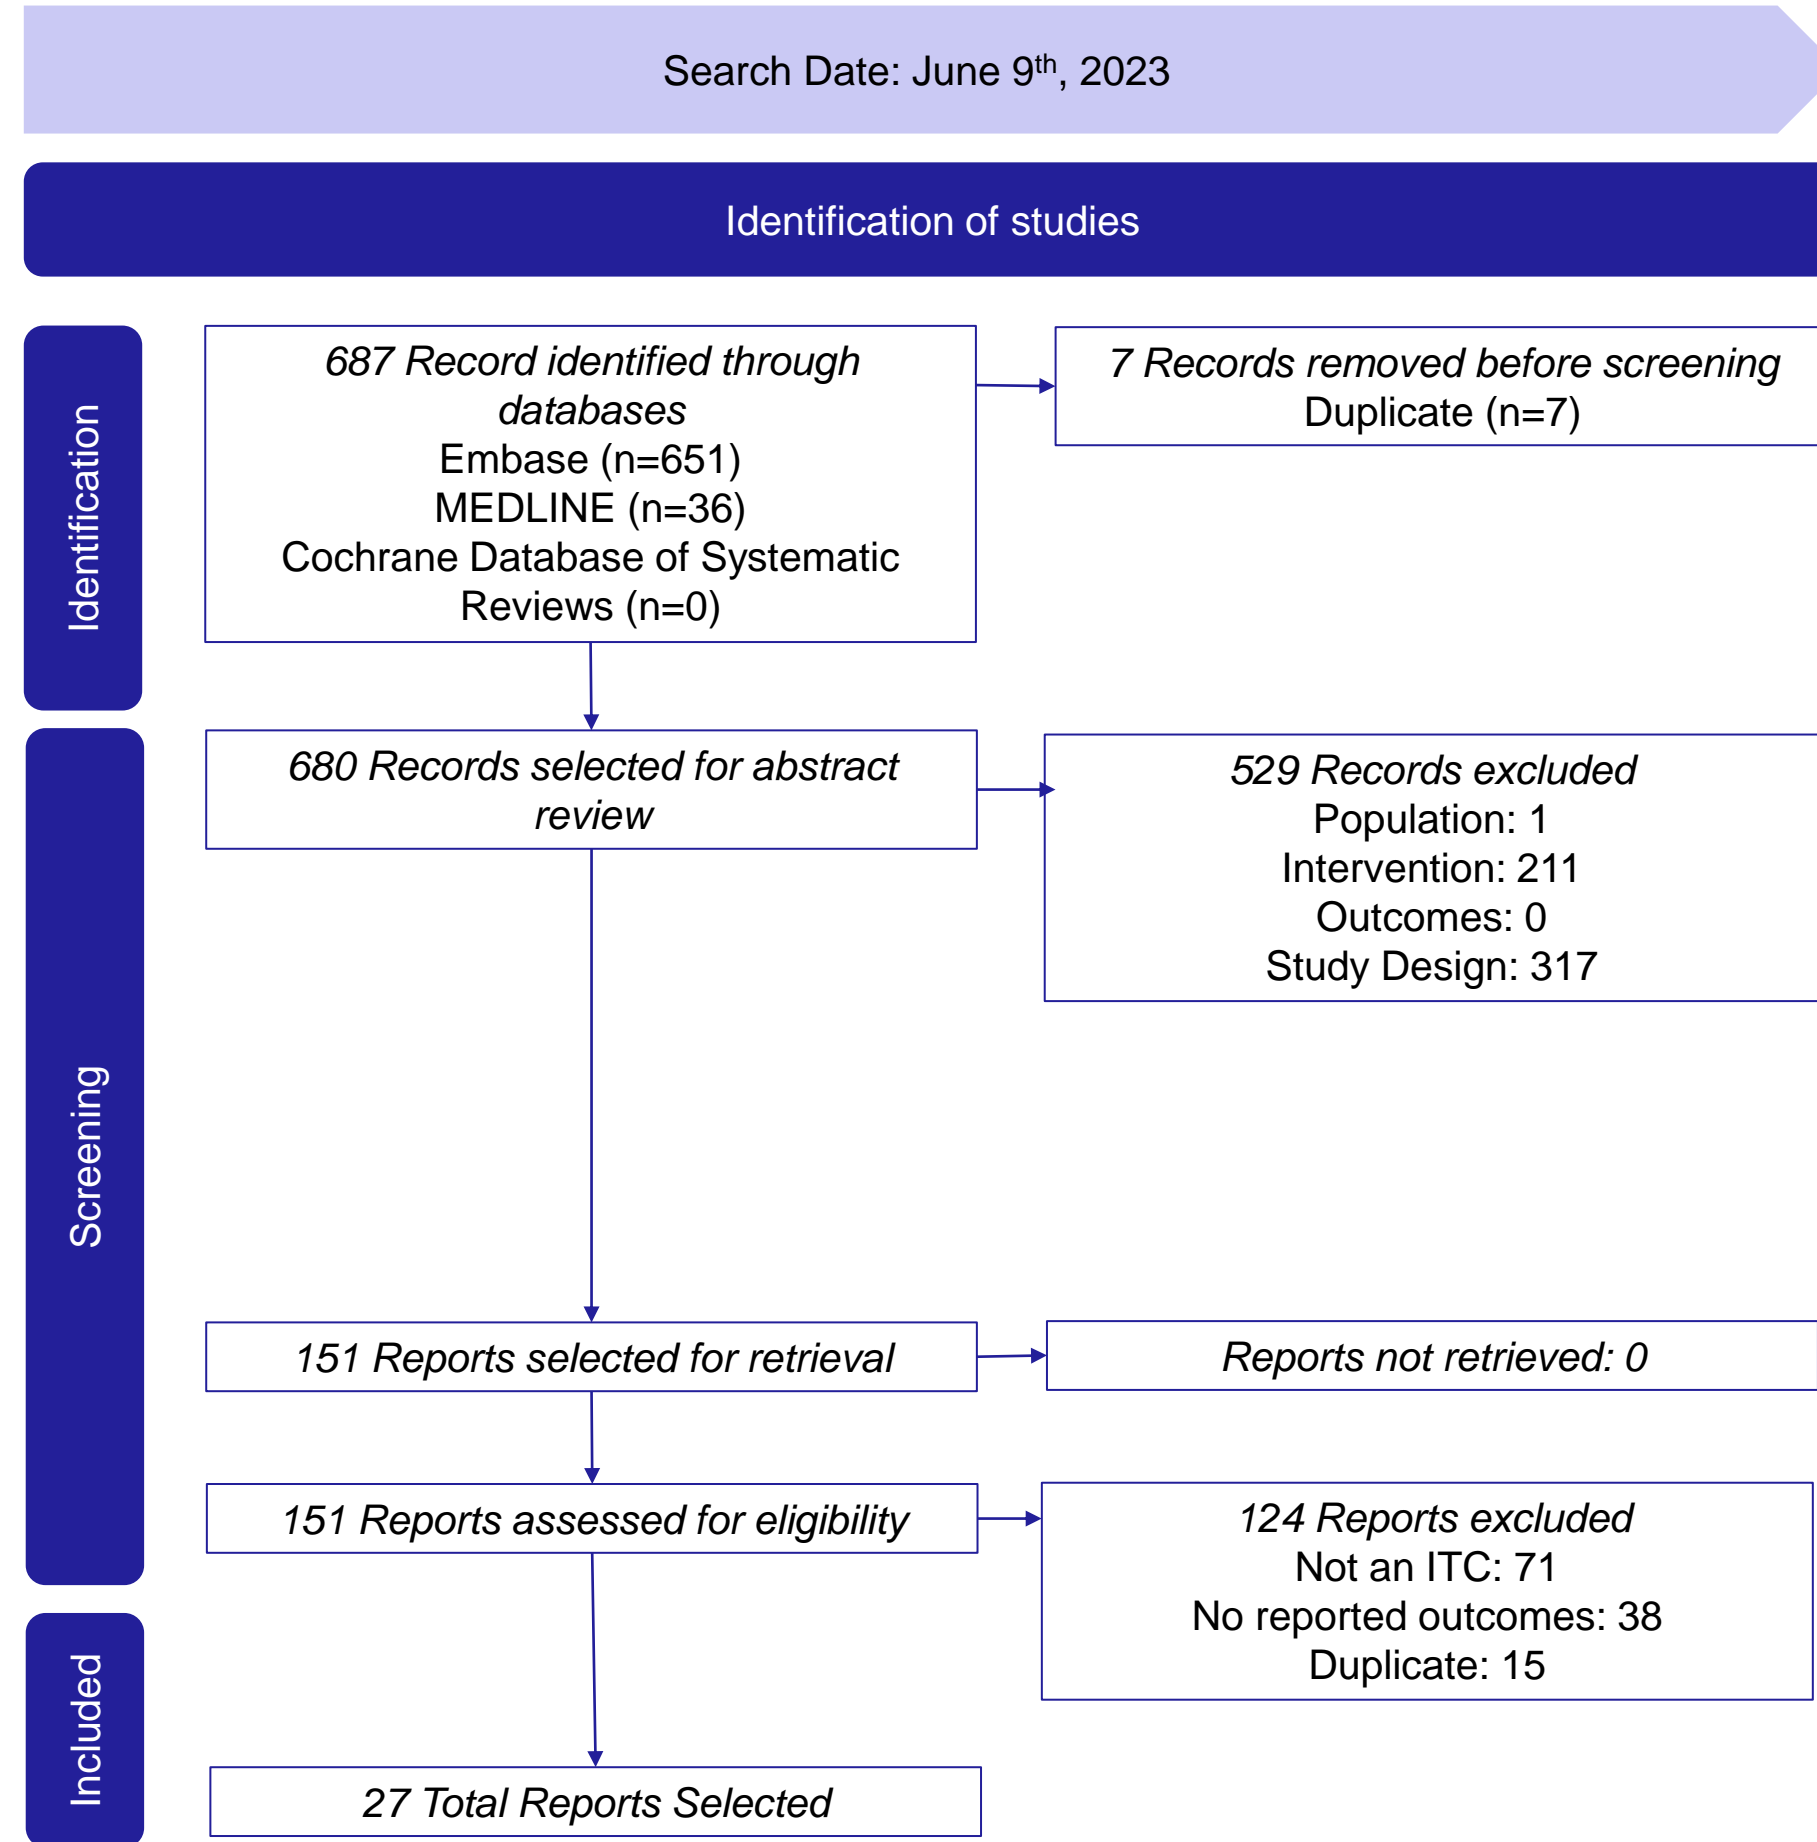 Search Date: June 9th, 2023
Identification of studies
Identification
687 Record identified through
databases
Embase (n=651)
MEDLINE (n=36)
Cochrane Database of Systematic
Reviews (n=0)
7 Records removed before screening
Duplicate (n=7)
Screening
680 Records selected for abstract
review
529 Records excluded
Population: 1
Intervention: 211
Outcomes: 0
Study Design: 317
151 Reports selected for retrieval
Reports not retrieved: 0
151 Reports assessed for eligibility
124 Reports excluded
Not an ITC: 71
No reported outcomes: 38
Duplicate: 15
Included
27 Total Reports Selected